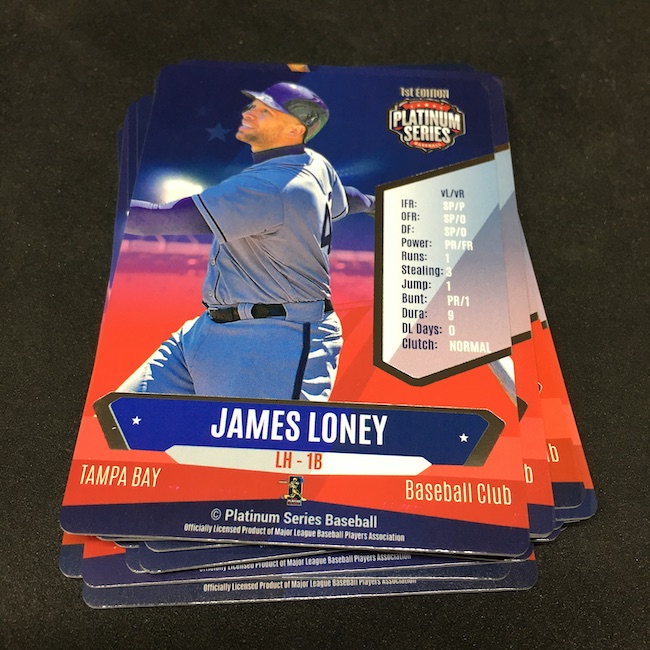 1st EDITION
PLATINUM
SERIES
BASEBALL
vL/vR
IFR: SP/P
OFR: SP/O
DF: SP/O
Power: PR/FR
Runs: 1
Stealing: 3
Jump: 1
Bunt: PR/1
Dura: 9
DL Days: 0
Clutch: NORMAL
JAMES LONEY
LH - 1B
TAMPA BAY
Baseball Club
© Platinum Series Baseball
Officially Licensed Product of Major League Baseball Players Association
lb
lb
Officially Licensed Product of Major League Baseball Players Association